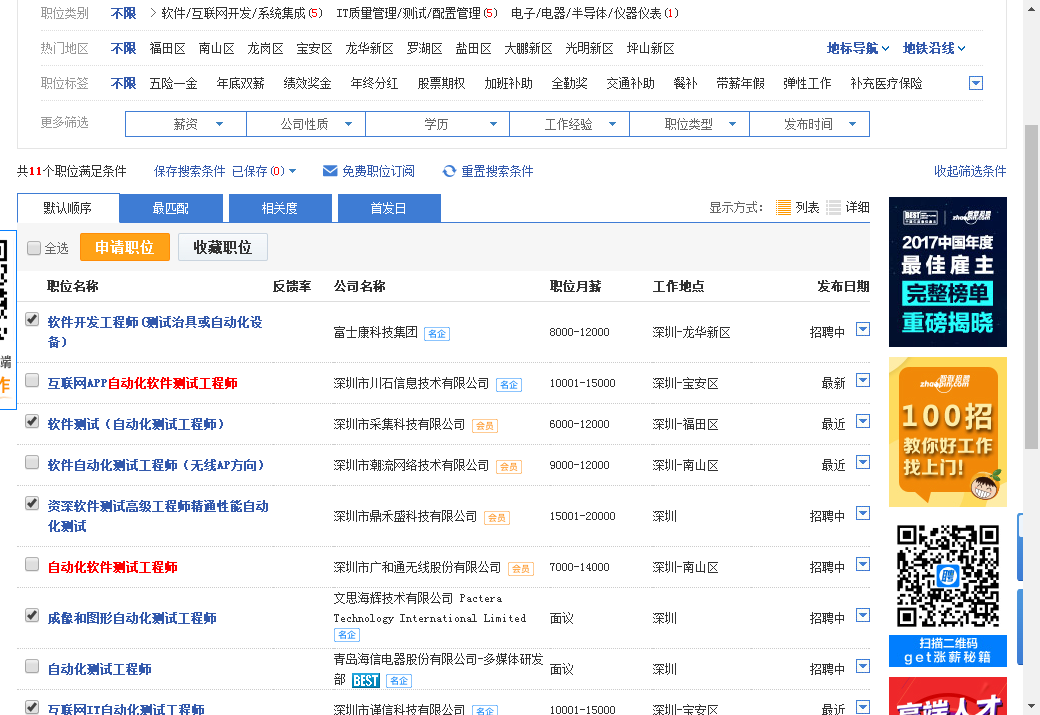 职位类别 不限 软件/互联网开发/系统集成(5) IT质量管理/测试/配置管理(5) 电子/电器/半导体/仪器仪表(1)
热门地区 不限 福田区 南山区 龙岗区 宝安区 龙华新区 罗湖区 盐田区 大鹏新区 光明新区 坪山新区 地标导航 地铁沿线
职位标签 不限 五险一金 年底双薪 绩效奖金 年终分红 股票期权 加班补助 全勤奖 交通补助 餐补 带薪年假 弹性工作 补充医疗保险
更多筛选 薪资 公司性质 学历 工作经验 职位类型 发布时间
共11个职位满足条件 保存搜索条件 已保存(0) 免费职位订阅 重置搜索条件 收起筛选条件
默认顺序 最匹配 相关度 首发日 显示方式： 列表 详细
全选 申请职位 收藏职位
职位名称 反馈率 公司名称 职位月薪 工作地点 发布日期
软件开发工程师(测试治具或自动化设
备）
富士康科技集团 名企 8000-12000 深圳-龙华新区 招聘中
互联网APP自动化软件测试工程师 深圳市川石信息技术有限公司 名企 10001-15000 深圳-宝安区 最新
软件测试（自动化测试工程师） 深圳市采集科技有限公司 会员 6000-12000 深圳-福田区 最近
软件自动化测试工程师（无线AP方向） 深圳市潮流网络技术有限公司 会员 9000-12000 深圳-南山区 最近
资深软件测试高级工程师精通性能自动
化测试
深圳市鼎禾盛科技有限公司 会员 15001-20000 深圳 招聘中
自动化软件测试工程师 深圳市广和通无线股份有限公司 会员 7000-14000 深圳-南山区 招聘中
成像和图形自动化测试工程师 文思海辉技术有限公司 Pactera
Technology International Limited
名企
面议 深圳 招聘中
自动化测试工程师 青岛海信电器股份有限公司-多媒体研发
部 BEST 名企
面议 深圳 招聘中
互联网IT自动化测试工程师 深圳市谨信科技有限公司 名企 10001-15000 深圳-宝安区 最近
端
作
BEST 智联招聘 zhaopin.com
2017中国年度
最佳雇主
完整榜单
重磅揭晓
智联招聘
zhaopin.com
100招
教你好工作
找上门!
聘
扫描二维码
get涨薪秘籍
高端人才